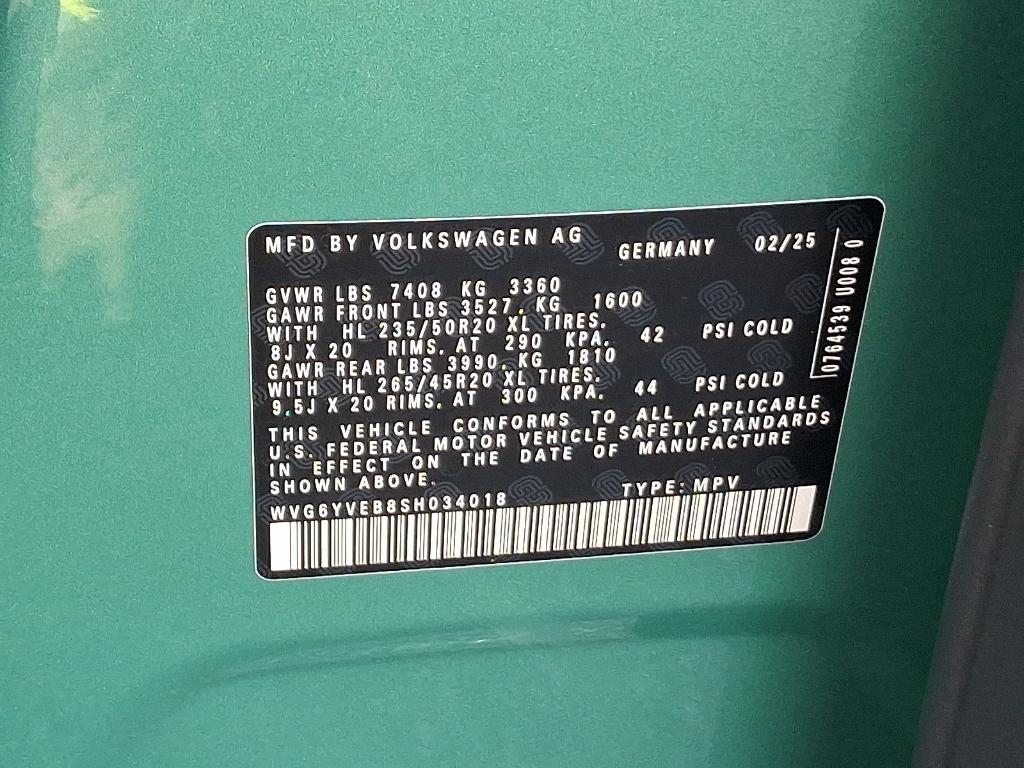 MFD BY VOLKSWAGEN AG GERMANY 02/25
GVWR LBS 7408 KG 3360
GAWR FRONT LBS 3527. KG 1600
WITH HL 235/50R20 XL TIRES.
8J X 20 RIMS. AT 290 KPA. 42 PSI COLD
GAWR REAR LBS 3990. KG 1810
WITH HL 265/45R20 XL TIRES.
9.5J X 20 RIMS. AT 300 KPA. 44 PSI COLD
THIS VEHICLE CONFORMS TO ALL APPLICABLE
U.S. FEDERAL MOTOR VEHICLE SAFETY STANDARDS
IN EFFECT ON THE DATE OF MANUFACTURE
SHOWN ABOVE.
WVG6YVEB8SH034018 TYPE: MPV
0764539 U008 0